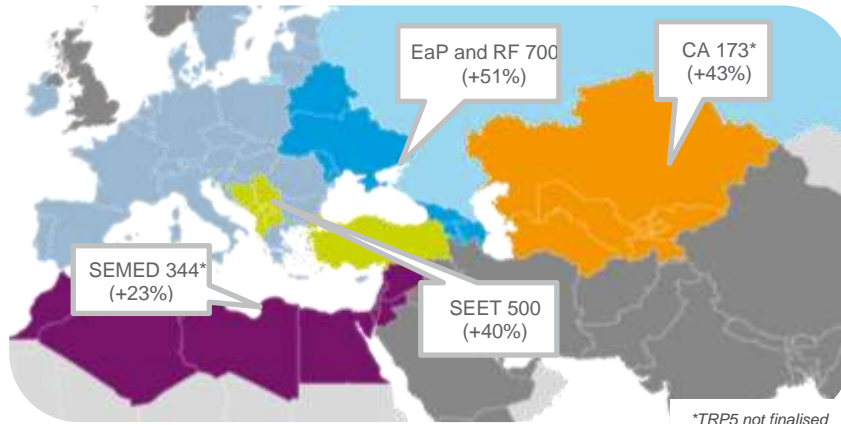 EaP and RF 700
(+51%)
CA 173*
(+43%)
SEMED 344*
(+23%)
SEET 500
(+40%)
*TRP5 not finalised